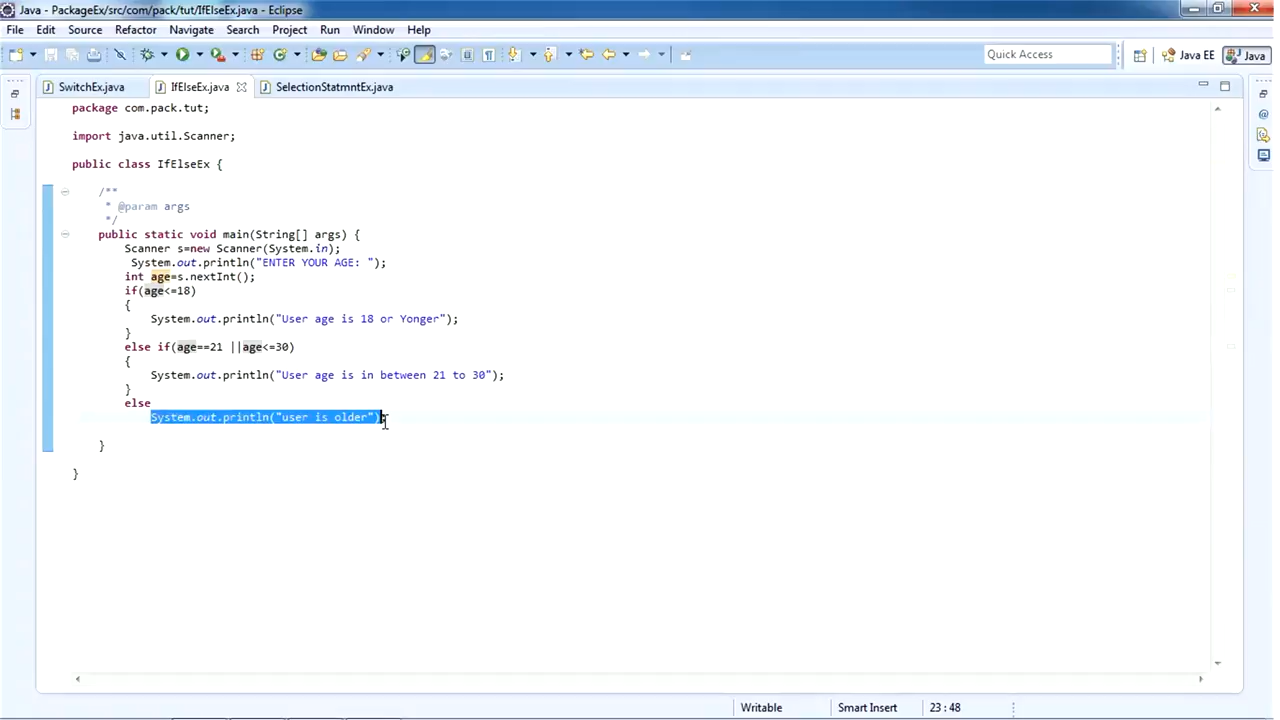 Java - PackageEx/src/com/pack/tut/IfElseEx.java - Eclipse
File Edit Source Refactor Navigate Search Project Run Window Help
Quick Access Java EE Java
SwitchEx.java IfElseEx.java SelectionStatmntEx.java
package com.pack.tut;
import java.util.Scanner;
public class IfElseEx {
/**
* @param args
*/
public static void main(String[] args) {
Scanner s=new Scanner(System.in);
System.out.println("ENTER YOUR AGE: ");
int age=s.nextInt();
if(age<=18)
{
System.out.println("User age is 18 or Yonger");
}
else if(age==21 ||age<=30)
{
System.out.println("User age is in between 21 to 30");
}
else
System.out.println("user is older");
}
}
Writable Smart Insert 23 : 48